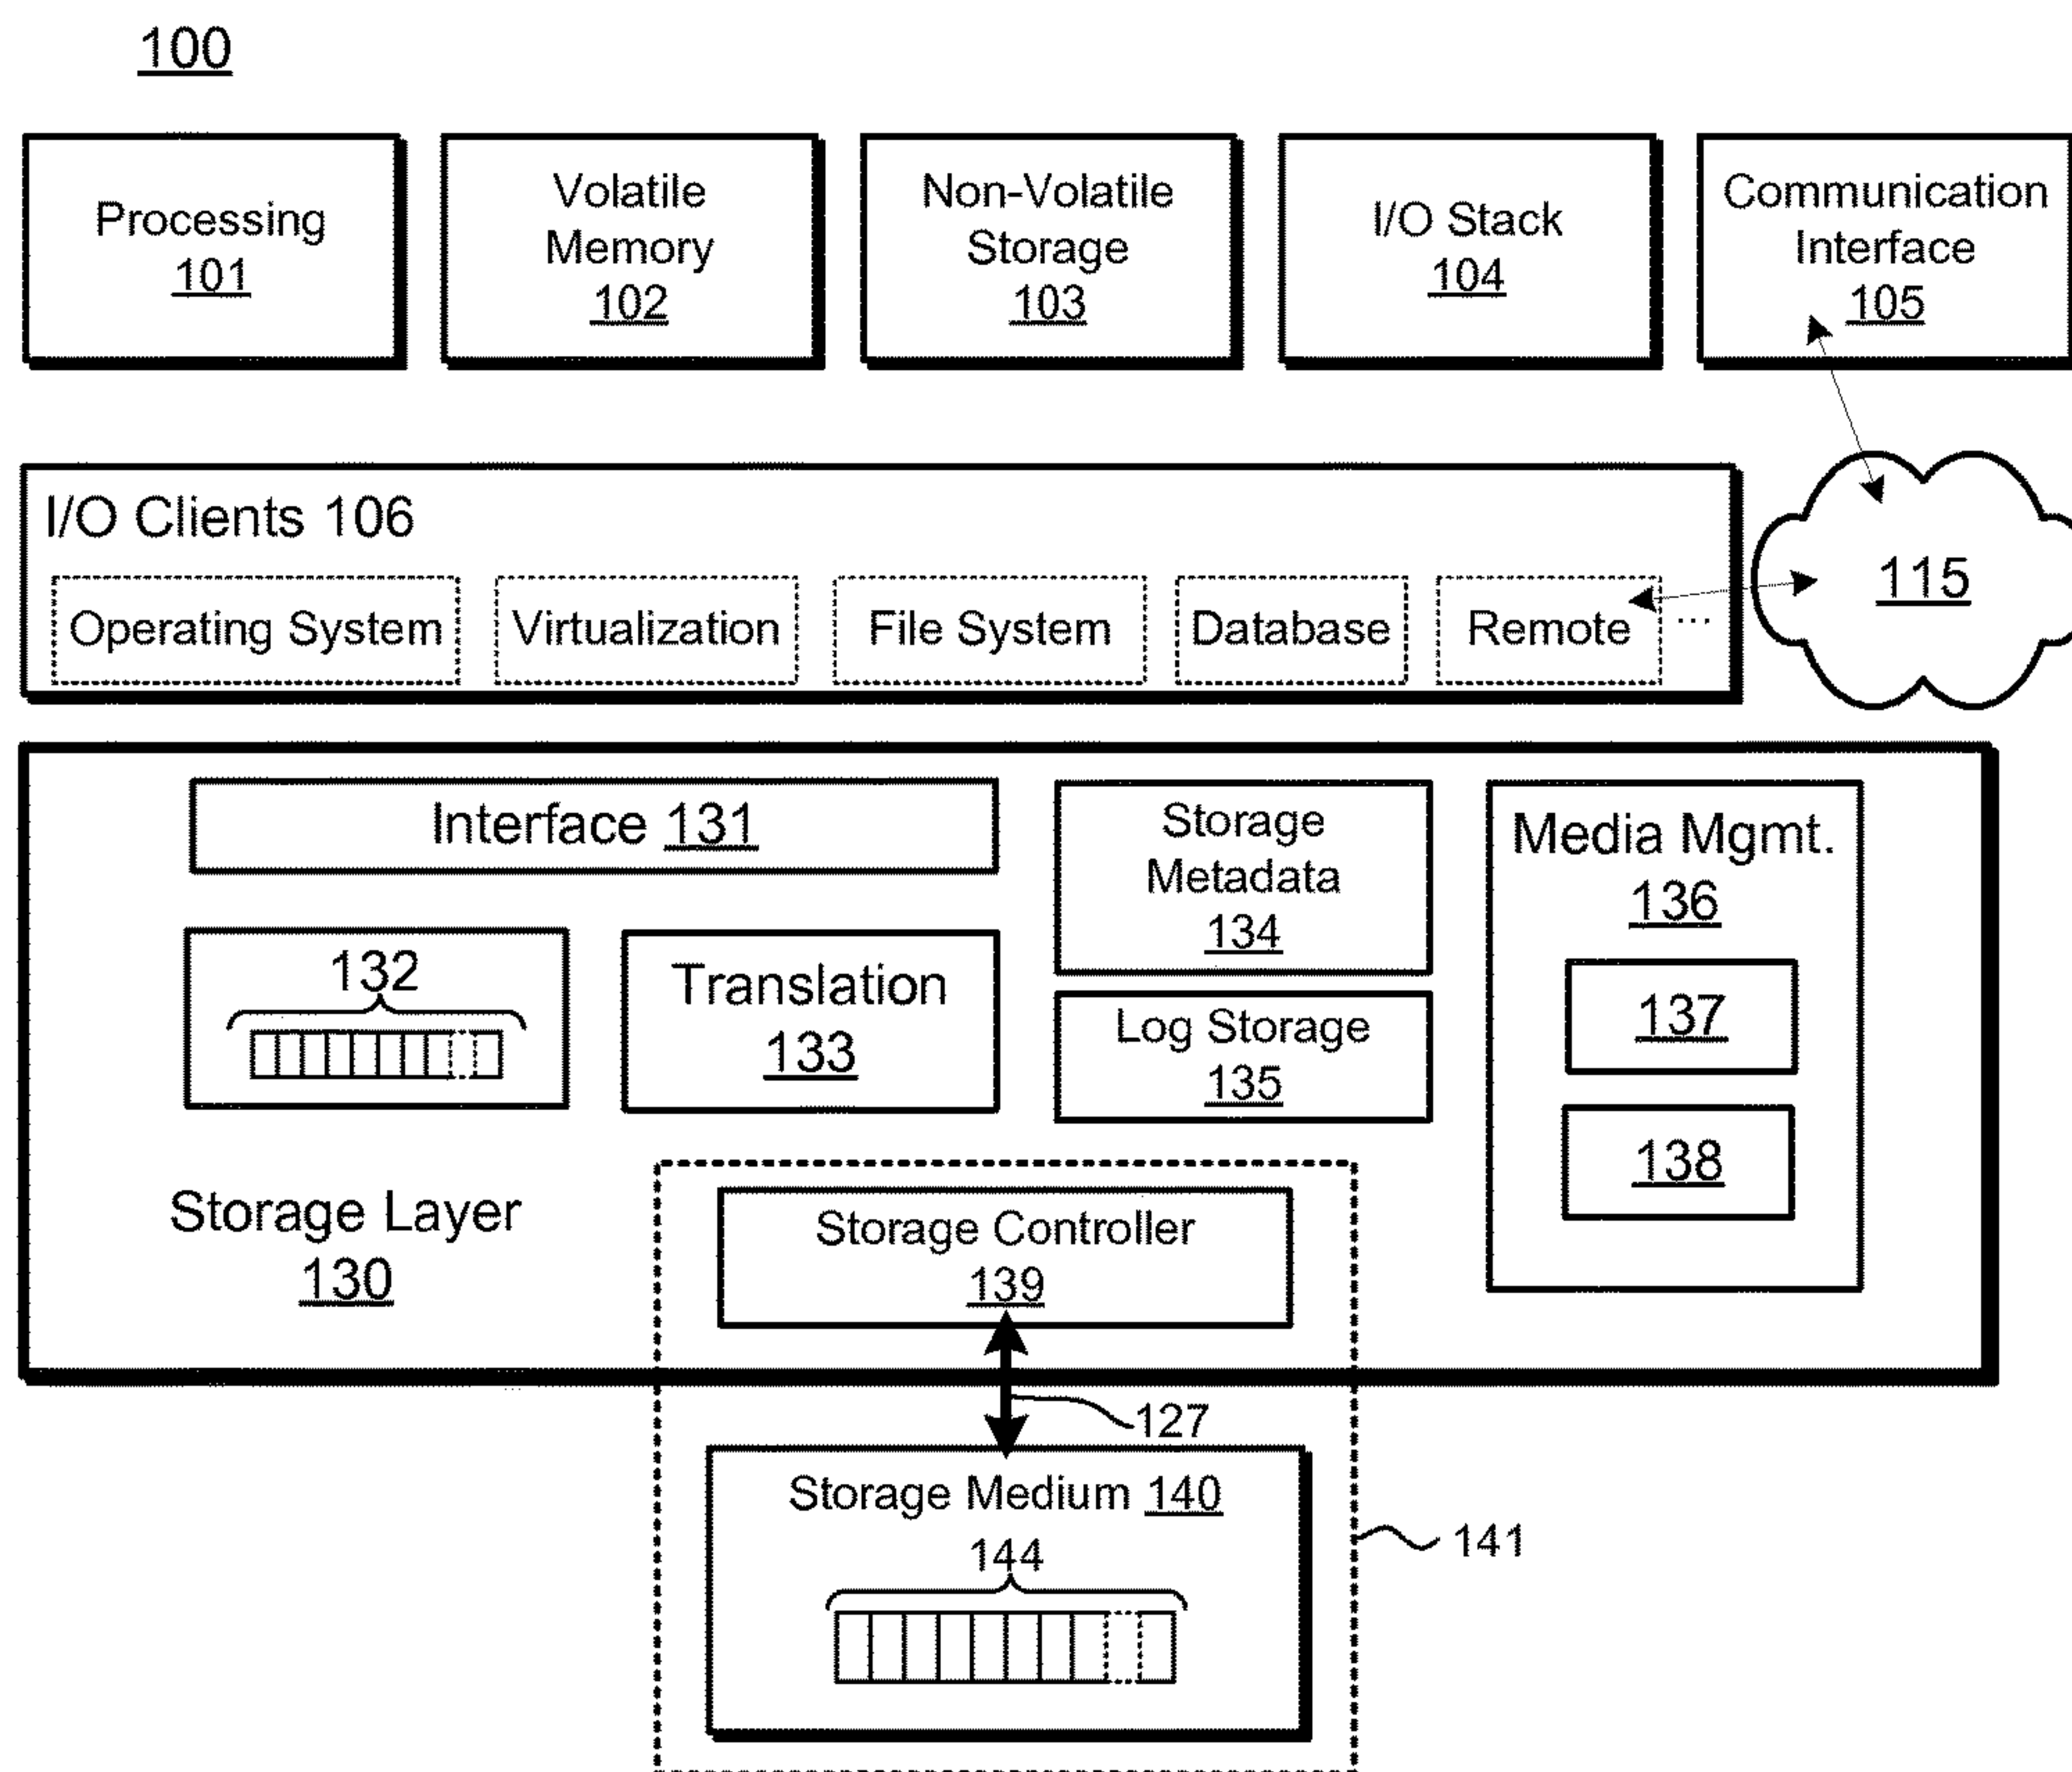 100
Processing
101
Volatile
Memory
102
Non-Volatile
Storage
103
I/O Stack
104
Communication
Interface
105
I/O Clients 106
Operating System
Virtualization
File System
Database
Remote
...
115
Interface 131
132
Translation
133
Storage
Metadata
134
Log Storage
135
Media Mgmt.
136
137
138
Storage Layer
130
Storage Controller
139
127
Storage Medium 140
144
141